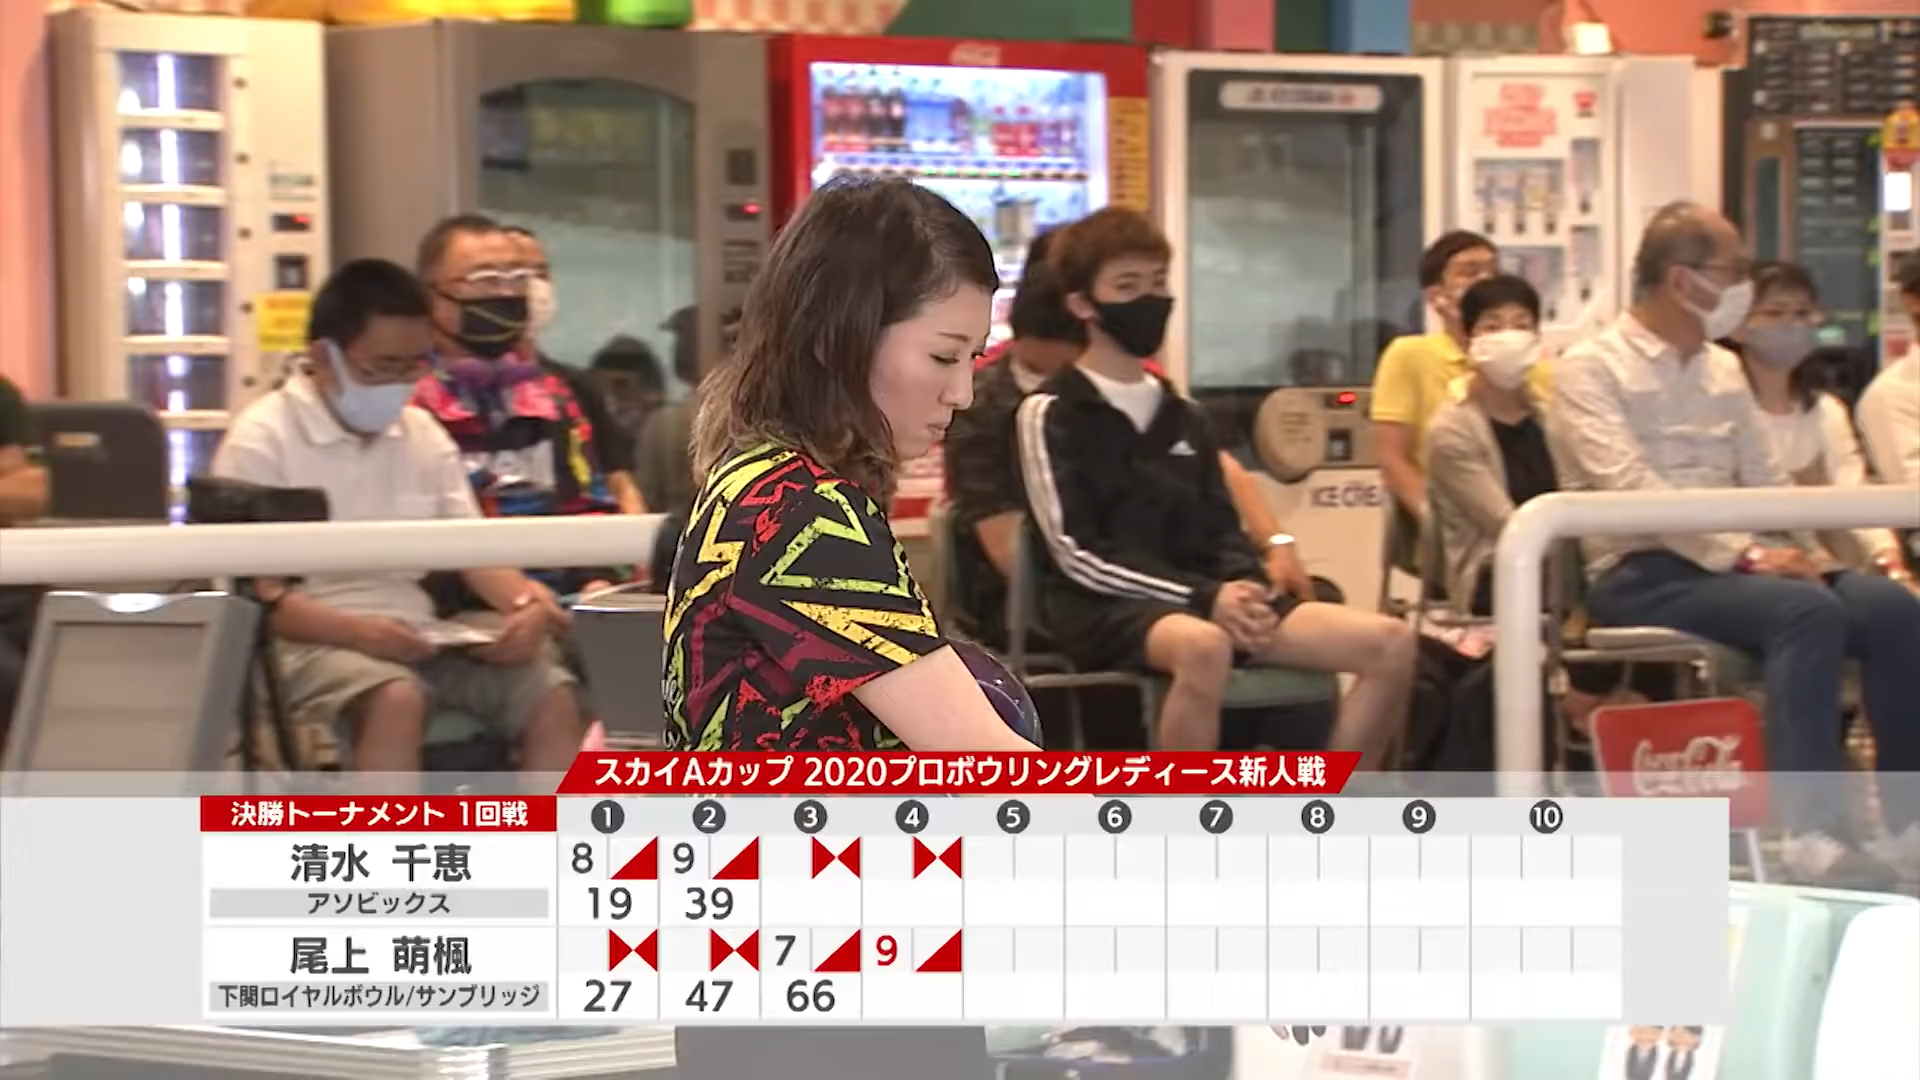 ICE CREA
Coca-Cola
スカイAカップ 2020プロボウリングレディース新人戦
決勝トーナメント 1回戦 1 2 3 4 5 6 7 8 9 10
清水 千恵 8 9
アソビックス 19 39
尾上 萌楓 7 9
下関ロイヤルボウル/サンブリッジ 27 47 66